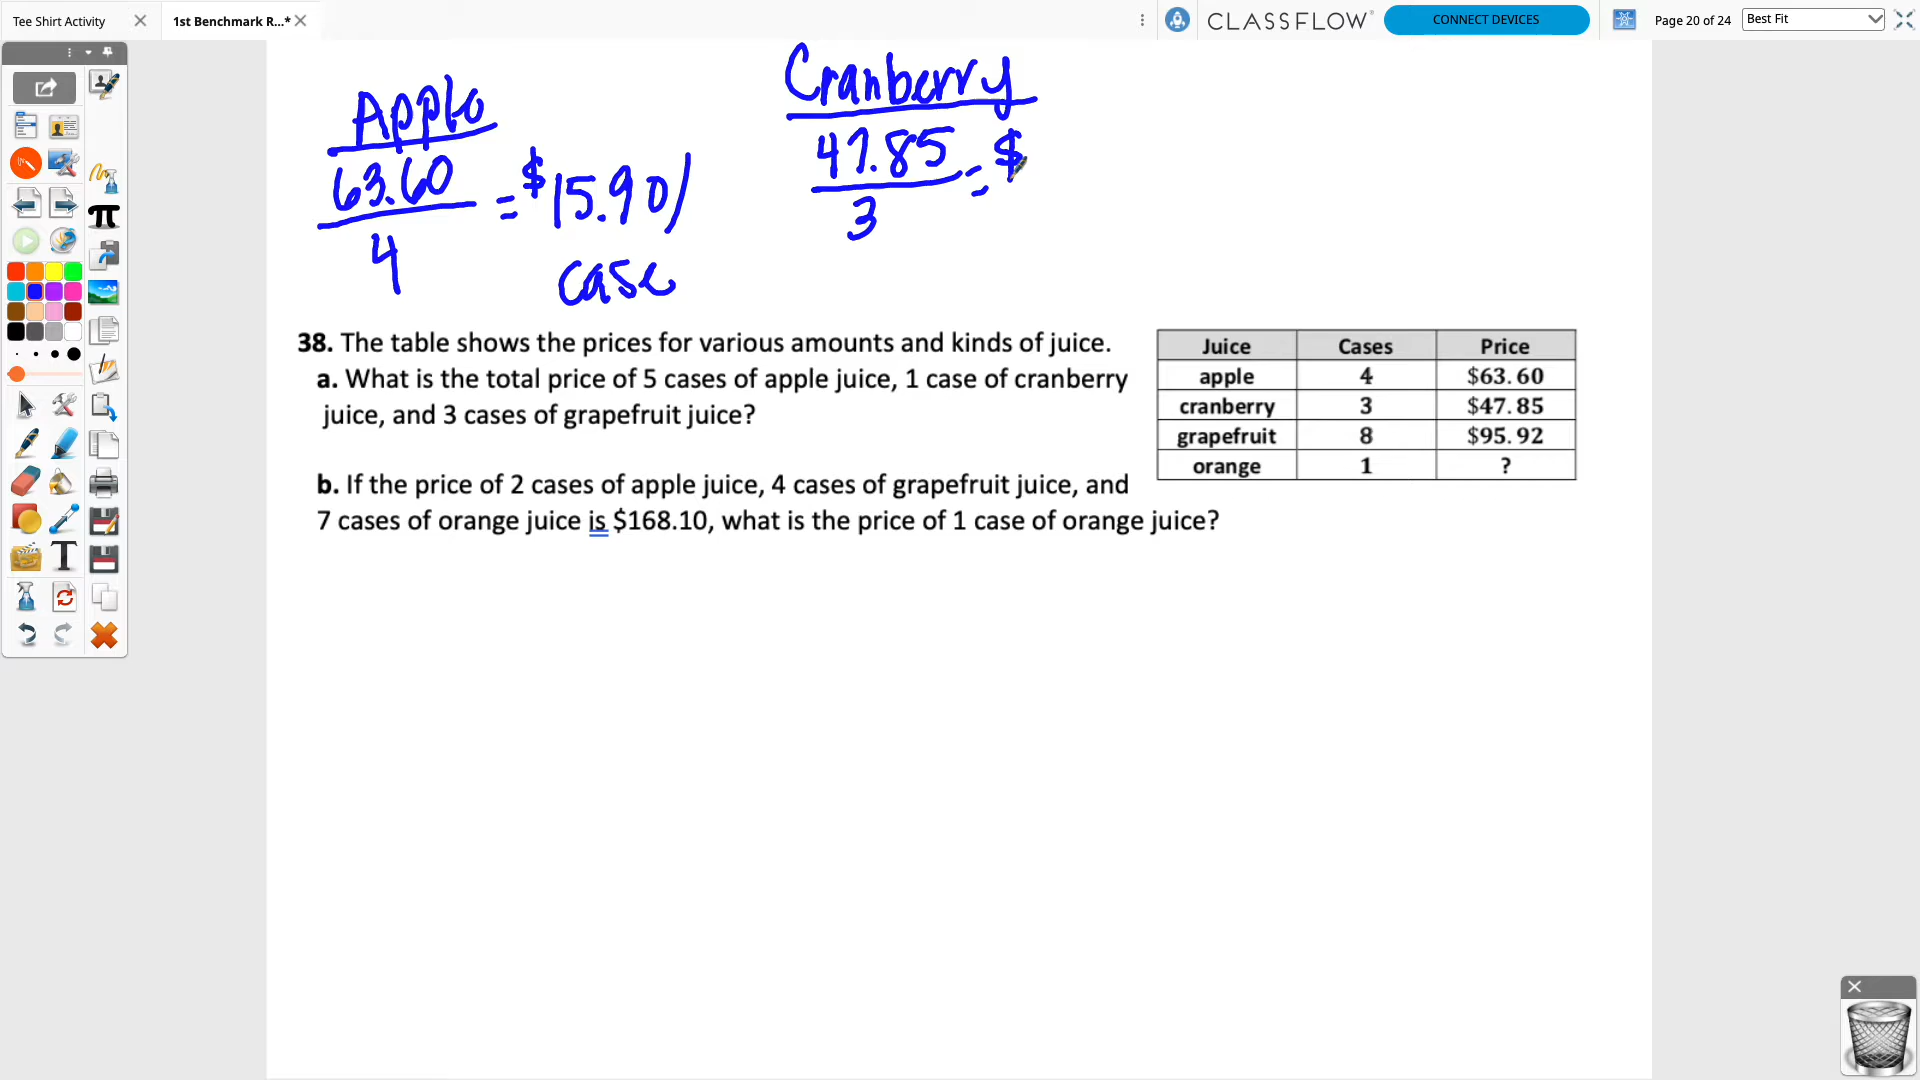 Tee Shirt Activity
1st Benchmark R...*
CLASSFLOW
CONNECT DEVICES
Page 20 of 24
Best Fit
Apple
63.60
4
= $15.90/
case
Cranberry
47.85
3
= $
38. The table shows the prices for various amounts and kinds of juice.
a. What is the total price of 5 cases of apple juice, 1 case of cranberry
juice, and 3 cases of grapefruit juice?
b. If the price of 2 cases of apple juice, 4 cases of grapefruit juice, and
7 cases of orange juice is $168.10, what is the price of 1 case of orange juice?
Juice Cases Price
apple 4 $63.60
cranberry 3 $47.85
grapefruit 8 $95.92
orange 1 ?
π
T